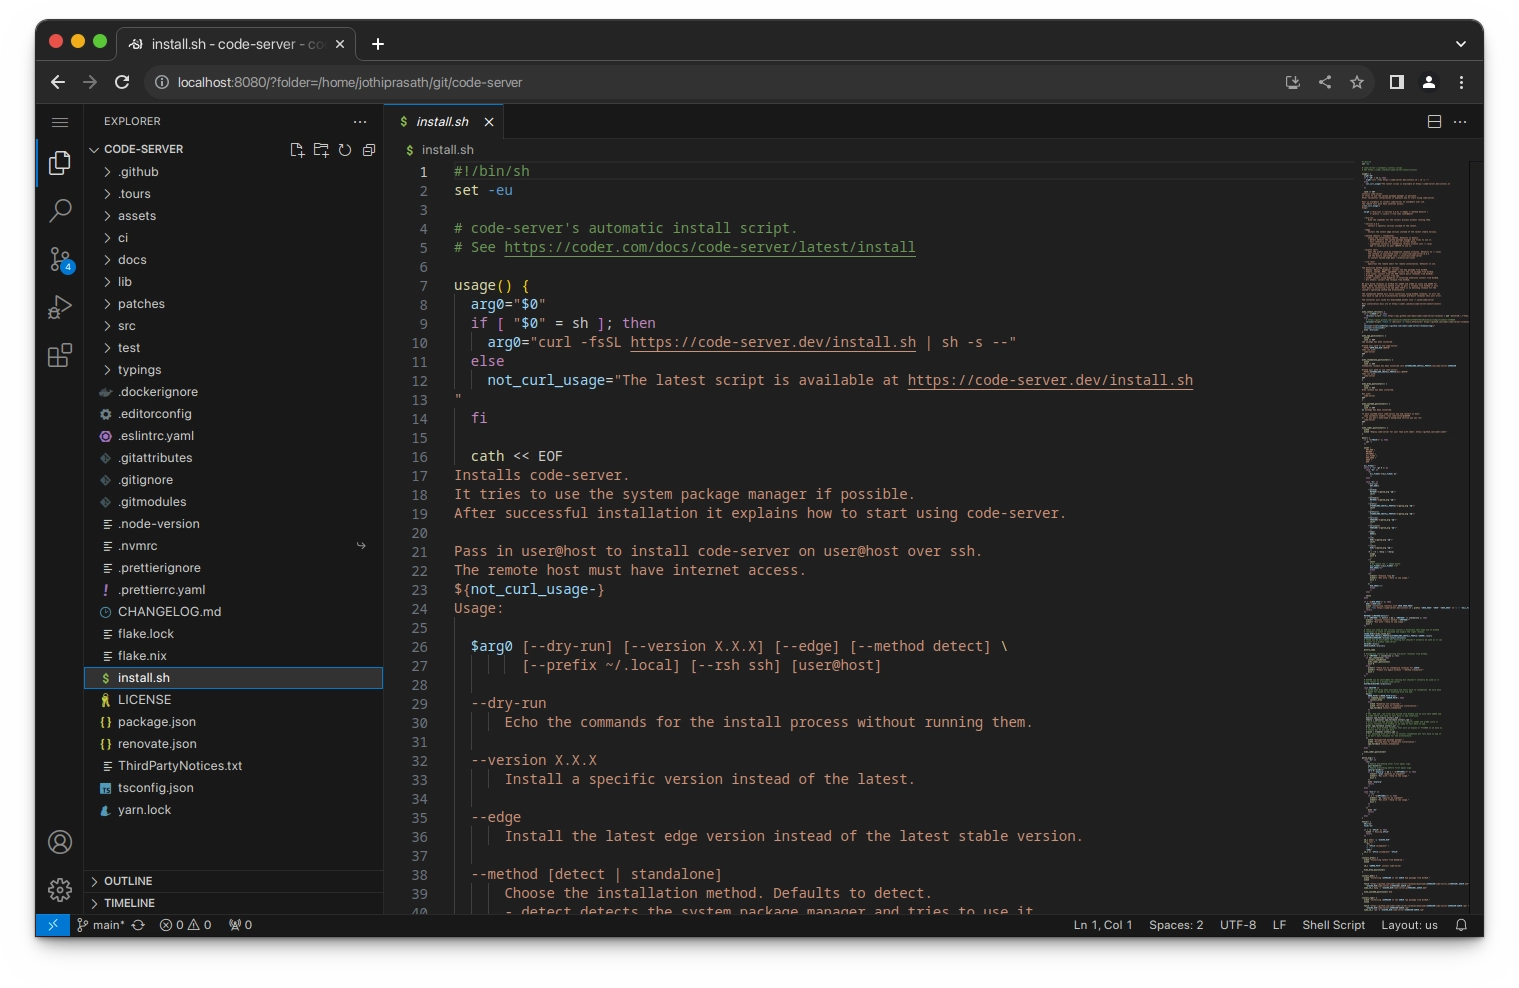 install.sh - code-server - co
localhost:8080/?folder=/home/jothiprasath/git/code-server
EXPLORER
CODE-SERVER
.github
.tours
assets
ci
docs
lib
patches
src
test
typings
.dockerignore
.editorconfig
.eslintrc.yaml
.gitattributes
.gitignore
.gitmodules
.node-version
.nvmrc
.prettierignore
.prettierrc.yaml
CHANGELOG.md
flake.lock
flake.nix
install.sh
LICENSE
package.json
renovate.json
ThirdPartyNotices.txt
tsconfig.json
yarn.lock
OUTLINE
TIMELINE
4
$ install.sh
$ install.sh
1 #!/bin/sh
2 set -eu
3
4 # code-server's automatic install script.
5 # See https://coder.com/docs/code-server/latest/install
6
7 usage() {
8 arg0="$0"
9 if [ "$0" = sh ]; then
10 arg0="curl -fsSL https://code-server.dev/install.sh | sh -s --"
11 else
12 not_curl_usage="The latest script is available at https://code-server.dev/install.sh
13 "
14 fi
15
16 cath << EOF
17 Installs code-server.
18 It tries to use the system package manager if possible.
19 After successful installation it explains how to start using code-server.
20
21 Pass in user@host to install code-server on user@host over ssh.
22 The remote host must have internet access.
23 ${not_curl_usage-}
24 Usage:
25
26 $arg0 [--dry-run] [--version X.X.X] [--edge] [--method detect] \
27 [--prefix ~/.local] [--rsh ssh] [user@host]
28
29 --dry-run
30 Echo the commands for the install process without running them.
31
32 --version X.X.X
33 Install a specific version instead of the latest.
34
35 --edge
36 Install the latest edge version instead of the latest stable version.
37
38 --method [detect | standalone]
39 Choose the installation method. Defaults to detect.
40 - detect detects the system package manager and tries to use it.
main* 0 0 0
Ln 1, Col 1 Spaces: 2 UTF-8 LF Shell Script Layout: us